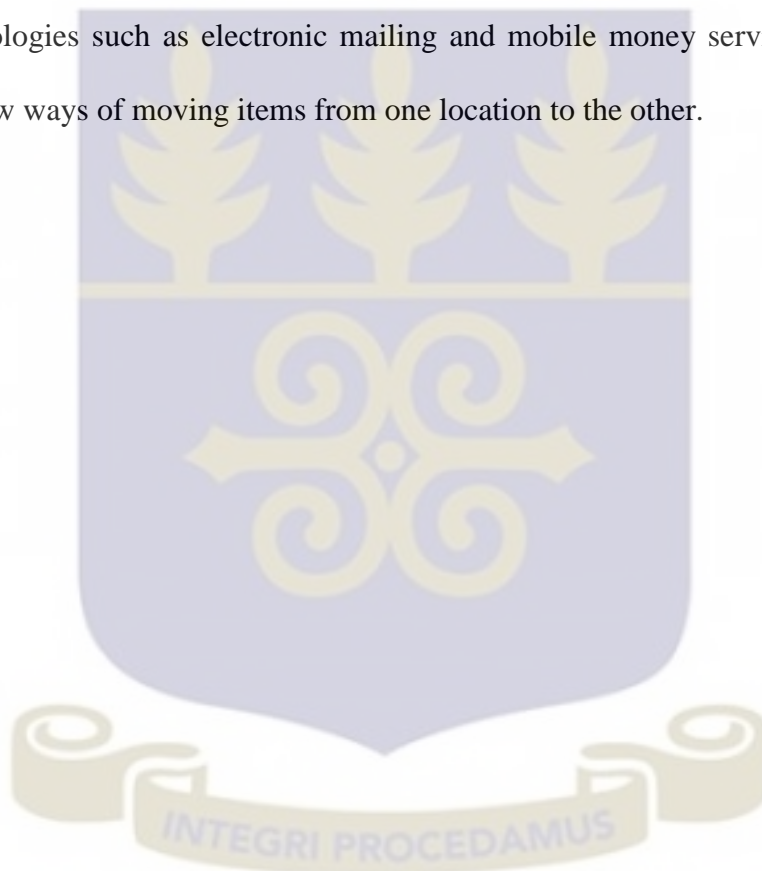 ologies such as electronic mailing and mobile money serv
w ways of moving items from one location to the other.
INTEGRI PROCEDAMUS